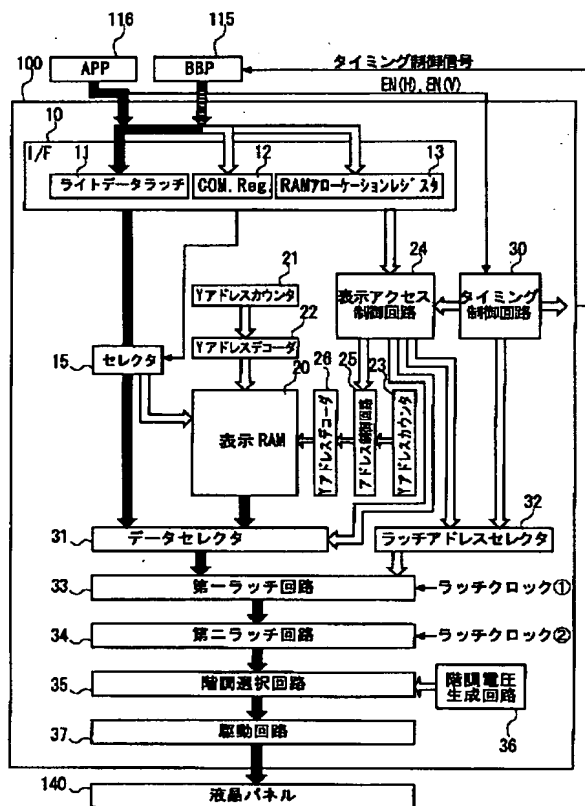 116
115
APP
BBP
タイミング制御信号
EN(H), EN(V)
100
10
I/F
11
12
13
ライトデータラッチ
COM. Reg.
RAMアロケーションレジスタ
21
24
30
Yアドレスカウンタ
22
表示アクセス
制御回路
タイミング
制御回路
15
セレクタ
Yアドレスデコーダ
20
26
25
23
表示 RAM
Yアドレスデコーダ
アドレス制御回路
Yアドレスカウンタ
32
31
データセレクタ
ラッチアドレスセレクタ
33
第一ラッチ回路
ラッチクロック①
34
第二ラッチ回路
ラッチクロック②
35
階調選択回路
階調電圧
生成回路
36
37
駆動回路
140
液晶パネル